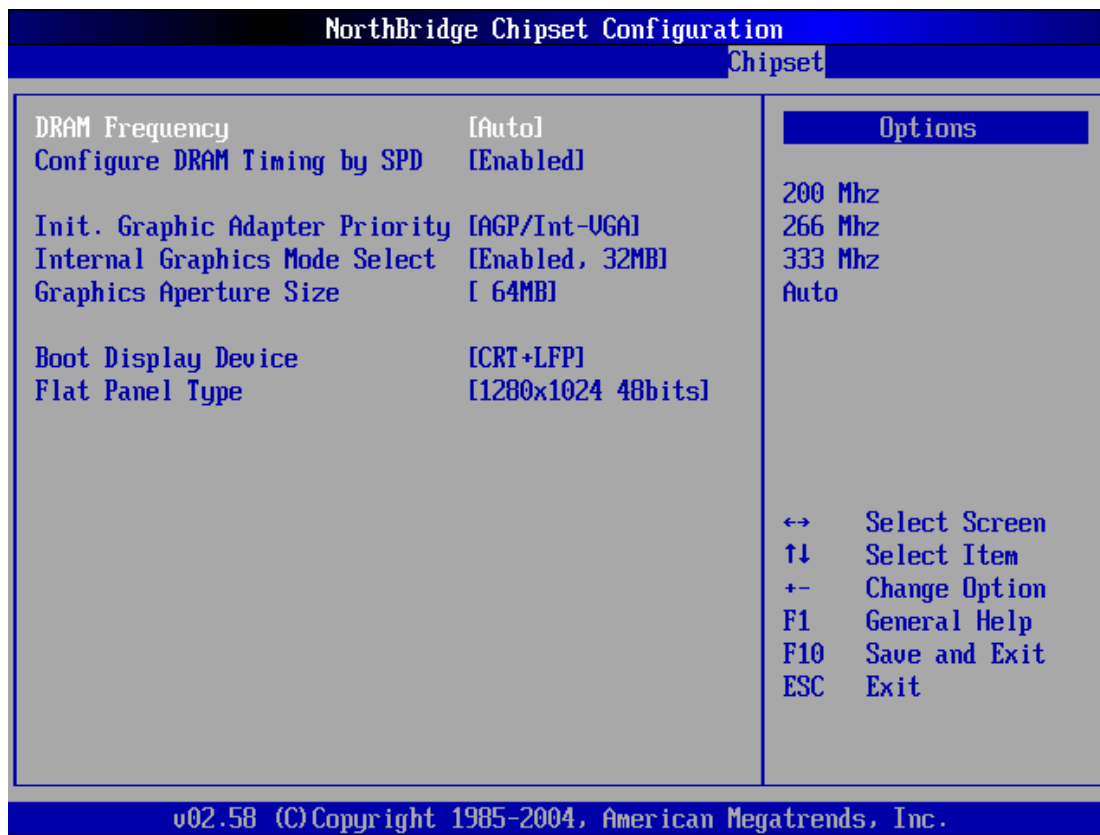 NorthBridge Chipset Configuration
Chipset
DRAM Frequency [Auto]
Configure DRAM Timing by SPD [Enabled]
Init. Graphic Adapter Priority [AGP/Int-VGA]
Internal Graphics Mode Select [Enabled, 32MB]
Graphics Aperture Size [ 64MB]
Boot Display Device [CRT+LFP]
Flat Panel Type [1280x1024 48bits]
Options
200 Mhz
266 Mhz
333 Mhz
Auto
←→ Select Screen
↑↓ Select Item
+- Change Option
F1 General Help
F10 Save and Exit
ESC Exit
v02.58 (C)Copyright 1985-2004, American Megatrends, Inc.